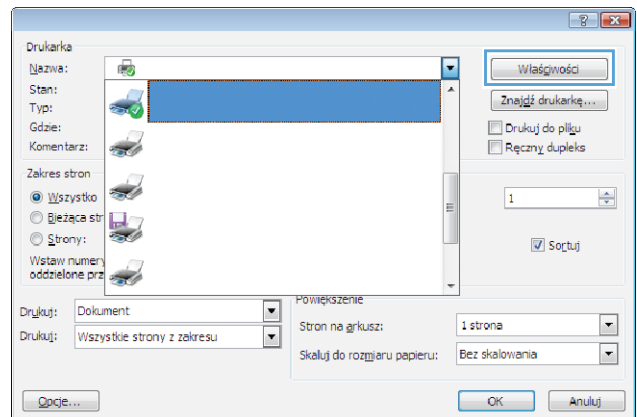 Drukarka
Nazwa:
Właściwości
Stan:
Typ:
Znajdź drukarkę...
Gdzie:
Drukuj do pliku
Komentarz:
Ręczny dupleks
Zakres stron
Wszystko
1
Bieżąca str
Strony:
Sortuj
Wstaw numery
oddzielone prz
Drukuj: Dokument
Powiększenie
Drukuj: Wszystkie strony z zakresu
Stron na arkusz: 1 strona
Skaluj do rozmiaru papieru: Bez skalowania
Opcje...
OK
Anuluj